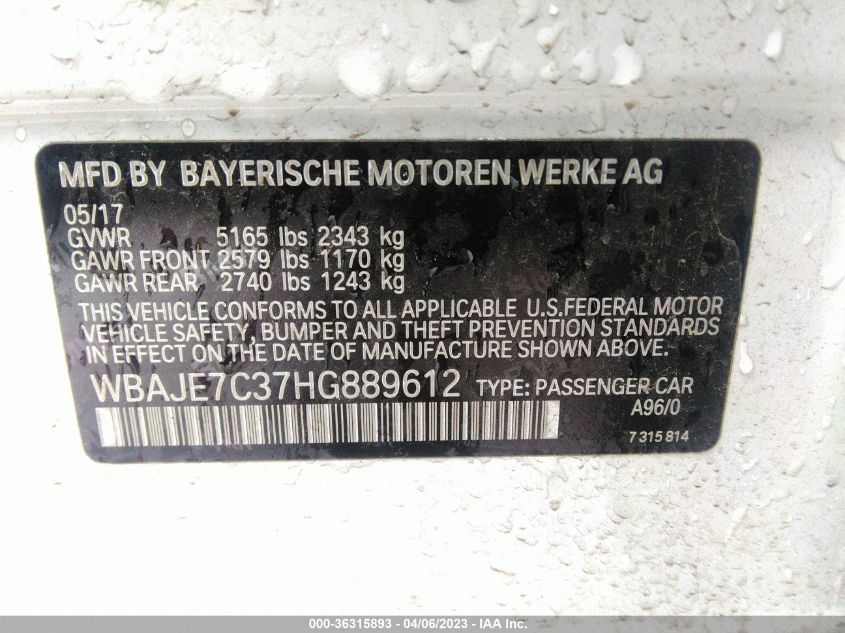 MFD BY BAYERISCHE MOTOREN WERKE AG
05/17
GVWR 5165 lbs 2343 kg
GAWR FRONT 2579 lbs 1170 kg
GAWR REAR 2740 lbs 1243 kg
THIS VEHICLE CONFORMS TO ALL APPLICABLE U.S.FEDERAL MOTOR
VEHICLE SAFETY, BUMPER AND THEFT PREVENTION STANDARDS
IN EFFECT ON THE DATE OF MANUFACTURE SHOWN ABOVE.
WBAJE7C37HG889612 TYPE: PASSENGER CAR
A96/0
7 315 814
000-36315893 - 04/06/2023 - IAA Inc.